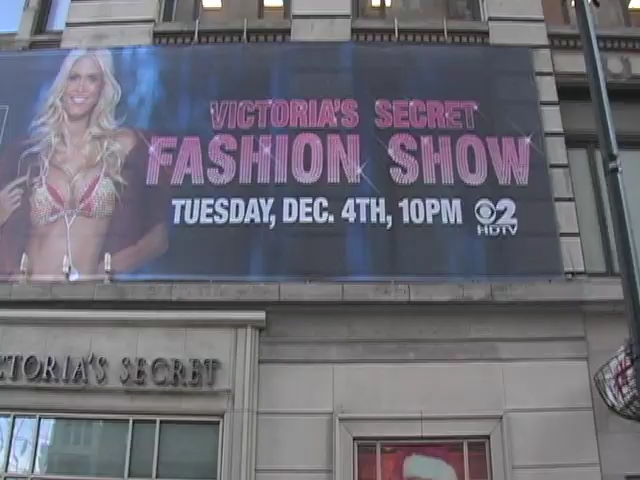 VICTORIA'S SECRET
FASHION SHOW
TUESDAY, DEC. 4TH, 10PM 2
HDTV
CTORIA'S SECRET